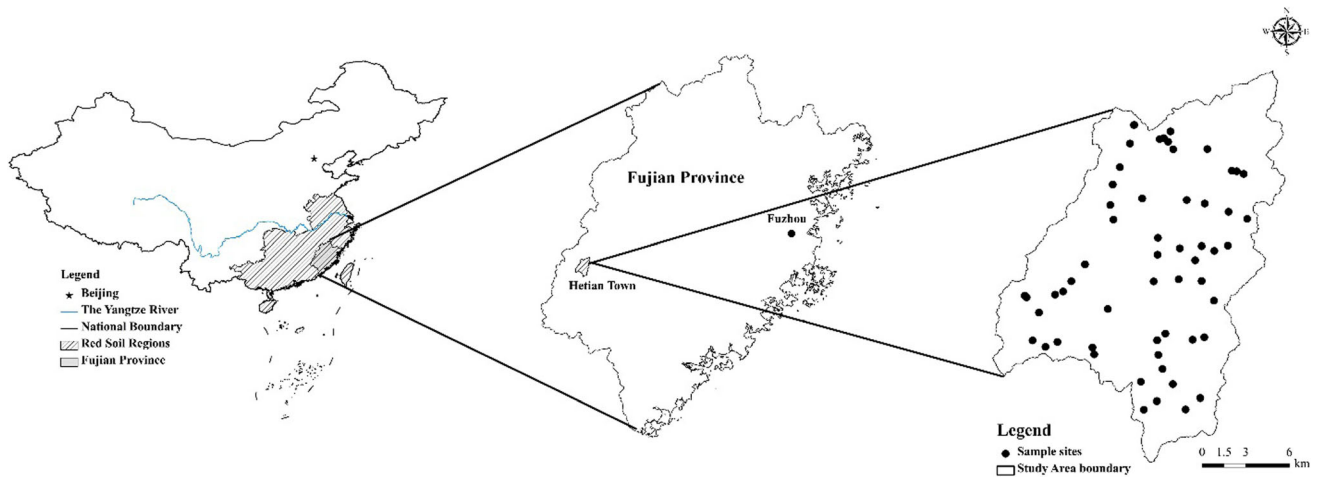 N
W E
S
Fujian Province
Fuzhou
Hetian Town
Legend
Beijing
The Yangtze River
National Boundary
Red Soil Regions
Fujian Province
Legend
Sample sites
Study Area boundary
0 1.5 3 6
km